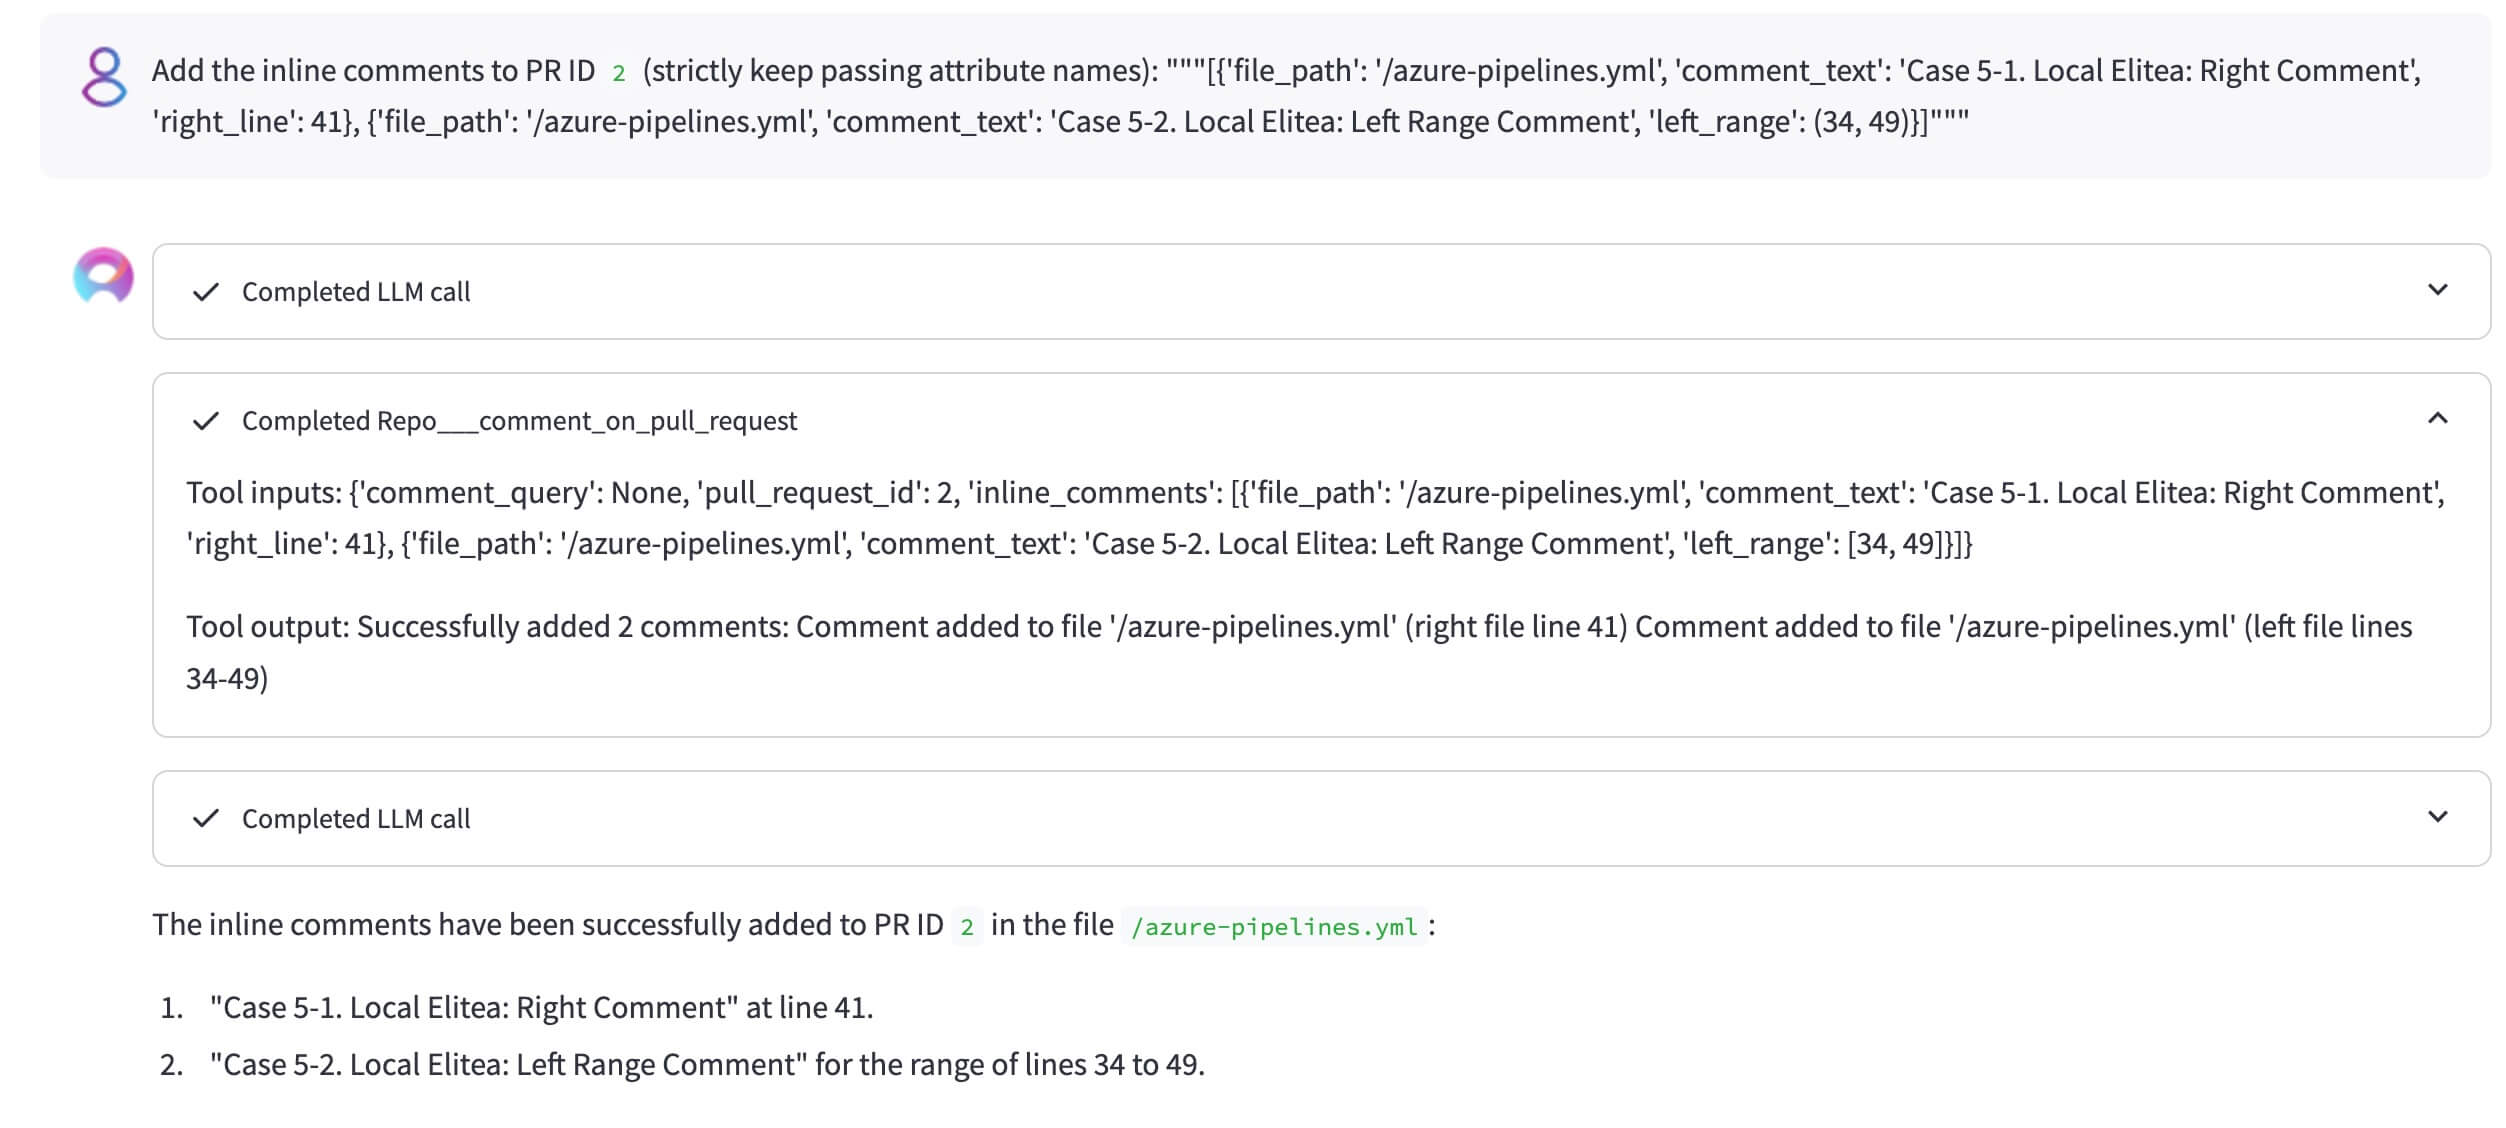 Add the inline comments to PR ID 2 (strictly keep passing attribute names): """[{'file_path': '/azure-pipelines.yml', 'comment_text': 'Case 5-1. Local Elitea: Right Comment',
'right_line': 41}, {'file_path': '/azure-pipelines.yml', 'comment_text': 'Case 5-2. Local Elitea: Left Range Comment', 'left_range': (34, 49)}]"""
Completed LLM call
Completed Repo___comment_on_pull_request
Tool inputs: {'comment_query': None, 'pull_request_id': 2, 'inline_comments': [{'file_path': '/azure-pipelines.yml', 'comment_text': 'Case 5-1. Local Elitea: Right Comment',
'right_line': 41}, {'file_path': '/azure-pipelines.yml', 'comment_text': 'Case 5-2. Local Elitea: Left Range Comment', 'left_range': [34, 49]}]}
Tool output: Successfully added 2 comments: Comment added to file '/azure-pipelines.yml' (right file line 41) Comment added to file '/azure-pipelines.yml' (left file lines
34-49)
Completed LLM call
The inline comments have been successfully added to PR ID 2 in the file /azure-pipelines.yml :
1. "Case 5-1. Local Elitea: Right Comment" at line 41.
2. "Case 5-2. Local Elitea: Left Range Comment" for the range of lines 34 to 49.